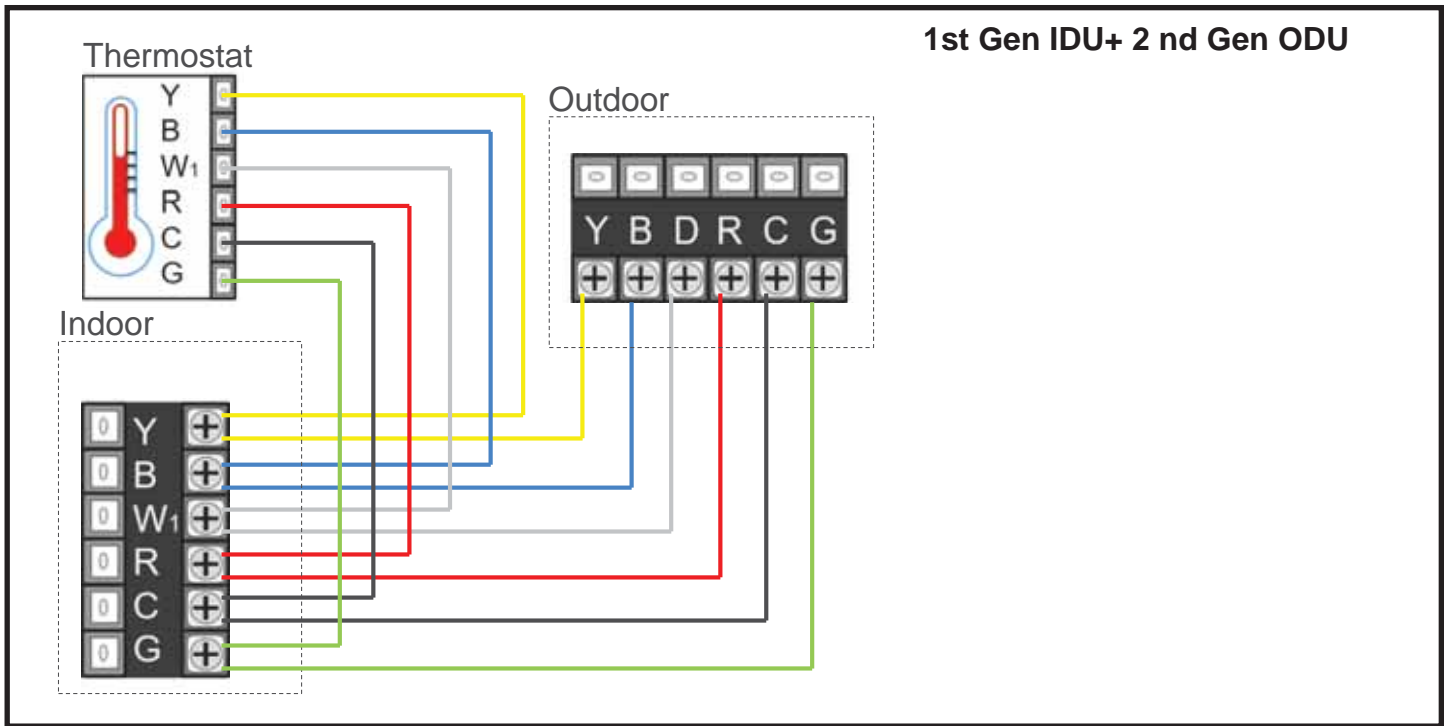 1st Gen IDU+ 2 nd Gen ODU
Thermostat
Y
B
W1
R
C
G
Outdoor
Y B D R C G
Indoor
Y
B
W1
R
C
G